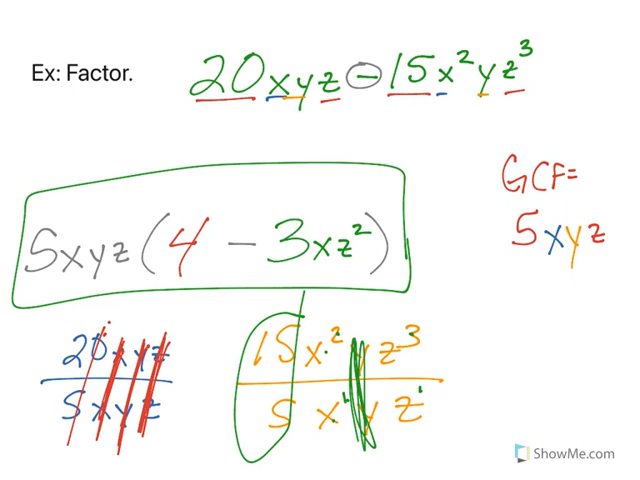 Ex: Factor.
20xyz - 15x²yz³
GCF=
5xyz
5xyz(4 - 3xz²)
20xyz
5xyz
15x²yz³
5x¹yz¹
ShowMe.com